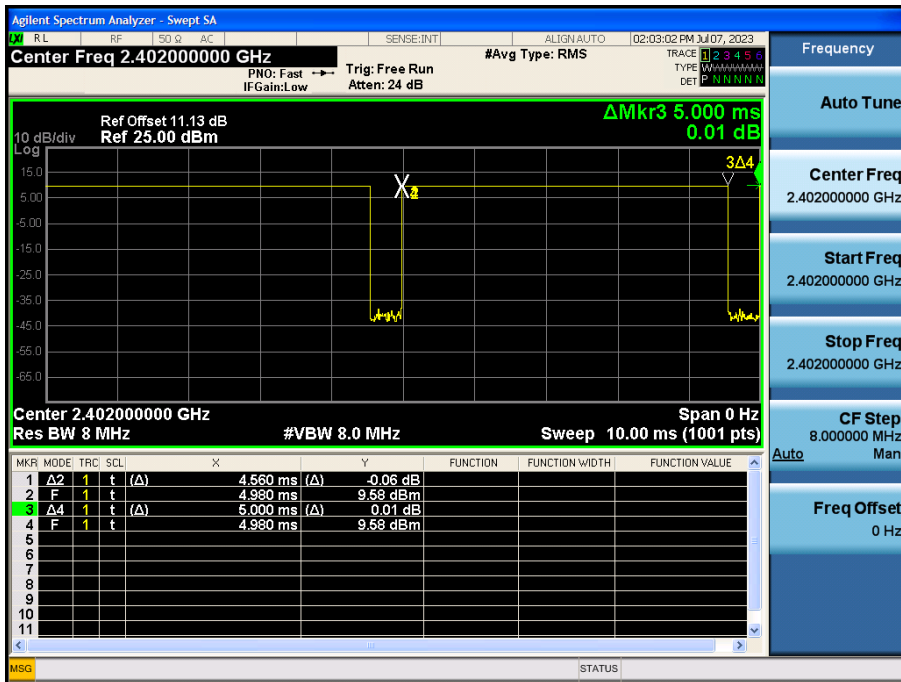 Agilent Spectrum Analyzer - Swept SA
LXI RL RF 50 Ω AC SENSE:INT ALIGN AUTO 02:03:02 PM Jul 07, 2023
Center Freq 2.402000000 GHz
PNO: Fast
IFGain:Low
Trig: Free Run
Atten: 24 dB
#Avg Type: RMS
TRACE 1 2 3 4 5 6
TYPE WWWWWW
DET P N N N N N
ΔMkr3 5.000 ms
0.01 dB
Ref Offset 11.13 dB
10 dB/div Ref 25.00 dBm
Log
15.0
5.00
-5.00
-15.0
-25.0
-35.0
-45.0
-55.0
-65.0
3Δ4
X
Center 2.402000000 GHz Span 0 Hz
Res BW 8 MHz #VBW 8.0 MHz Sweep 10.00 ms (1001 pts)
MKR MODE TRC SCL X Y FUNCTION FUNCTION WIDTH FUNCTION VALUE
1 Δ2 1 t (Δ) 4.560 ms (Δ) -0.06 dB
2 F 1 t 4.980 ms 9.58 dBm
3 Δ4 1 t (Δ) 5.000 ms (Δ) 0.01 dB
4 F 1 t 4.980 ms 9.58 dBm
5
6
7
8
9
10
11
MSG STATUS
Frequency
Auto Tune
Center Freq
2.402000000 GHz
Start Freq
2.402000000 GHz
Stop Freq
2.402000000 GHz
CF Step
8.000000 MHz
Auto Man
Freq Offset
0 Hz